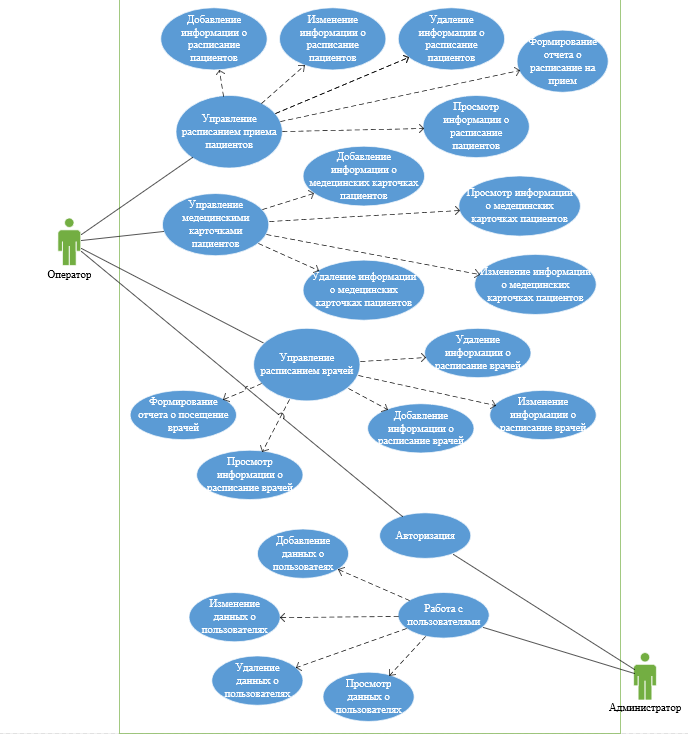 Добавление
информации о
расписание
пациентов
Изменение
информации о
расписание
пациентов
Удаление
информации о
расписание
пациентов
Формирование
отчета о
расписание на
прием
Управление
расписанием приема
пациентов
Просмотр
информации о
расписание
пациентов
Добавление
информации о
медецинских карточках
пациентов
Просмотр информации
о медецинских
карточках пациентов
Управление
медецинскими
карточками
пациентов
Оператор
Удаление информации
о медецинских
карточках пациентов
Изменение информации
о медецинских
карточках пациентов
Управление
расписанием врачей
Удаление
информации о
расписание врачей
Формирование
отчета о посещение
врачей
Добавление
информации о
расписание врачей
Изменение
информации о
расписание врачей
Просмотр
информации о
расписание врачей
Авторизация
Добавление
данных о
пользователях
Изменение
данных о
пользователях
Работа с
пользователями
Удаление
данных о
пользователях
Просмотр
данных о
пользователях
Администратор